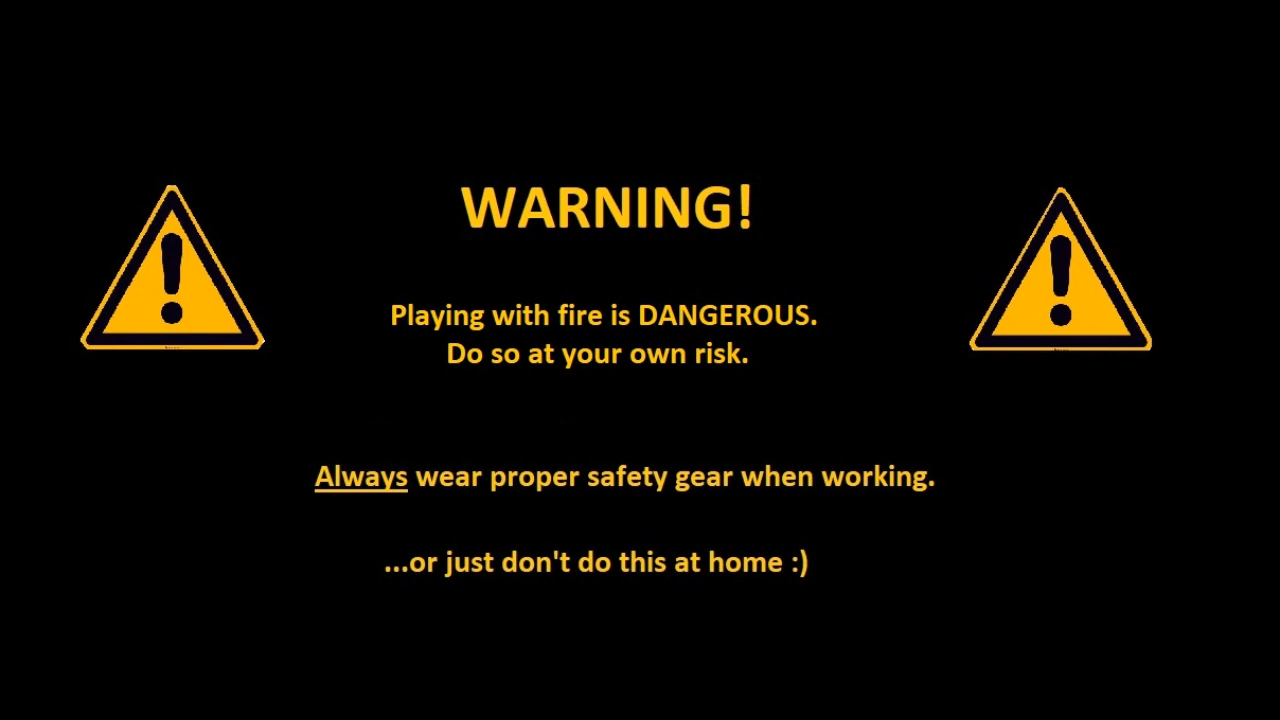 WARNING!
Playing with fire is DANGEROUS.
Do so at your own risk.
Always wear proper safety gear when working.
...or just don't do this at home :)